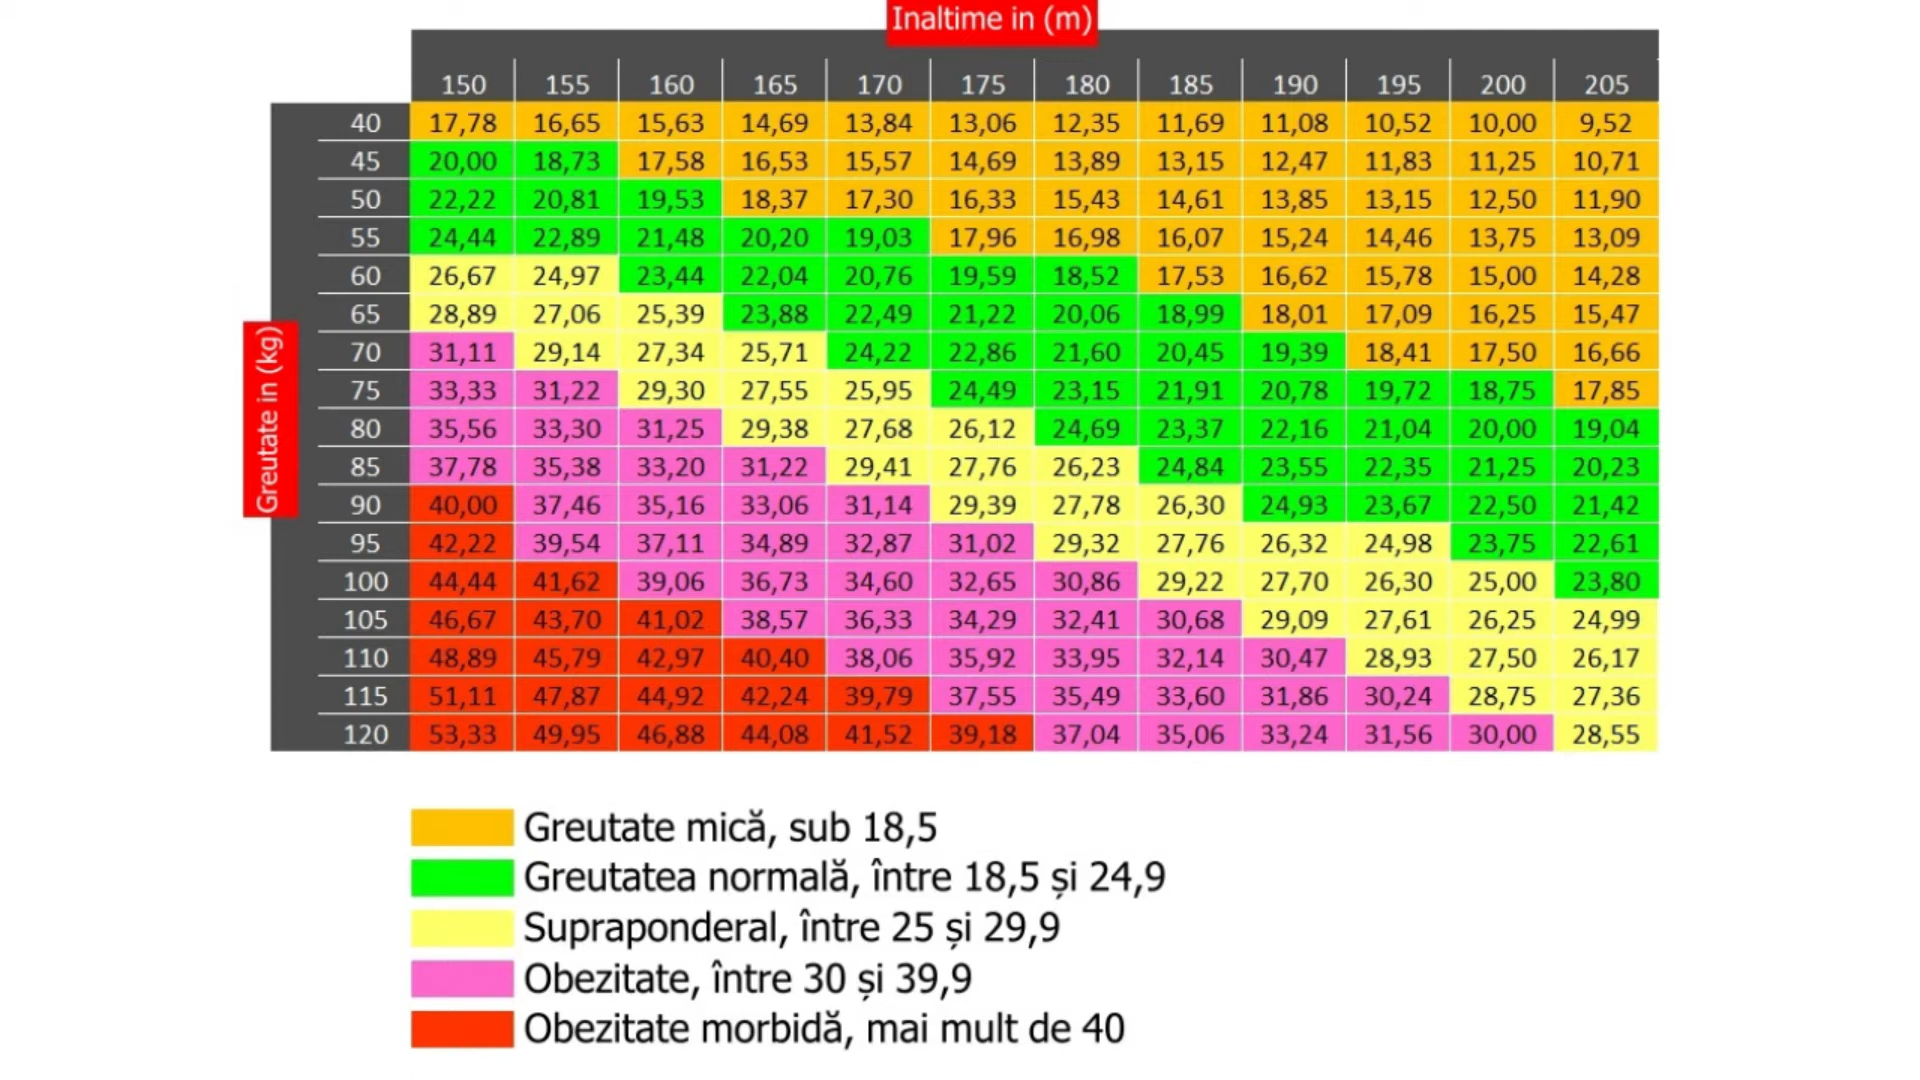 Inaltime in (m)
150 155 160 165 170 175 180 185 190 195 200 205
40 17,78 16,65 15,63 14,69 13,84 13,06 12,35 11,69 11,08 10,52 10,00 9,52
45 20,00 18,73 17,58 16,53 15,57 14,69 13,89 13,15 12,47 11,83 11,25 10,71
50 22,22 20,81 19,53 18,37 17,30 16,33 15,43 14,61 13,85 13,15 12,50 11,90
55 24,44 22,89 21,48 20,20 19,03 17,96 16,98 16,07 15,24 14,46 13,75 13,09
60 26,67 24,97 23,44 22,04 20,76 19,59 18,52 17,53 16,62 15,78 15,00 14,28
65 28,89 27,06 25,39 23,88 22,49 21,22 20,06 18,99 18,01 17,09 16,25 15,47
70 31,11 29,14 27,34 25,71 24,22 22,86 21,60 20,45 19,39 18,41 17,50 16,66
75 33,33 31,22 29,30 27,55 25,95 24,49 23,15 21,91 20,78 19,72 18,75 17,85
80 35,56 33,30 31,25 29,38 27,68 26,12 24,69 23,37 22,16 21,04 20,00 19,04
85 37,78 35,38 33,20 31,22 29,41 27,76 26,23 24,84 23,55 22,35 21,25 20,23
90 40,00 37,46 35,16 33,06 31,14 29,39 27,78 26,30 24,93 23,67 22,50 21,42
95 42,22 39,54 37,11 34,89 32,87 31,02 29,32 27,76 26,32 24,98 23,75 22,61
100 44,44 41,62 39,06 36,73 34,60 32,65 30,86 29,22 27,70 26,30 25,00 23,80
105 46,67 43,70 41,02 38,57 36,33 34,29 32,41 30,68 29,09 27,61 26,25 24,99
110 48,89 45,79 42,97 40,40 38,06 35,92 33,95 32,14 30,47 28,93 27,50 26,17
115 51,11 47,87 44,92 42,24 39,79 37,55 35,49 33,60 31,86 30,24 28,75 27,36
120 53,33 49,95 46,88 44,08 41,52 39,18 37,04 35,06 33,24 31,56 30,00 28,55
Greutate in (kg)
Greutate mică, sub 18,5
Greutatea normală, între 18,5 și 24,9
Supraponderal, între 25 și 29,9
Obezitate, între 30 și 39,9
Obezitate morbidă, mai mult de 40